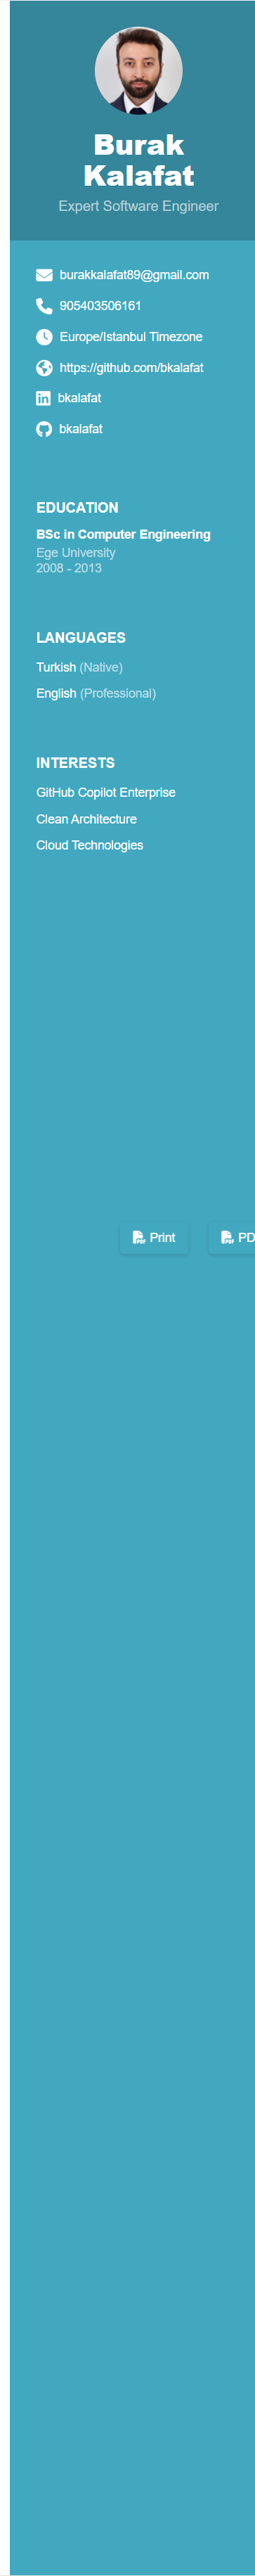 Burak
Kalafat
Expert Software Engineer
burakkalafat89@gmail.com
905403506161
Europe/Istanbul Timezone
https://github.com/bkalafat
bkalafat
bkalafat
EDUCATION
BSc in Computer Engineering
Ege University
2008 - 2013
LANGUAGES
Turkish (Native)
English (Professional)
INTERESTS
GitHub Copilot Enterprise
Clean Architecture
Cloud Technologies
Print
PD